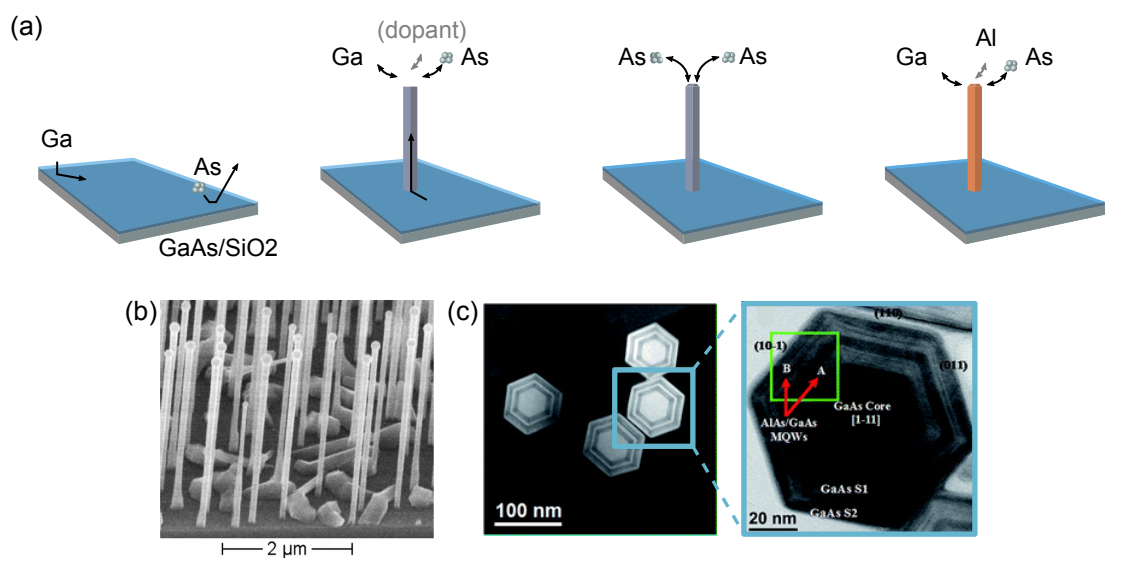 (a)
(dopant)
Ga
As
As
As
Al
Ga
As
Ga
As
GaAs/SiO2
(b)
2 µm
(c)
100 nm
(110)
(10-1)
(011)
B
A
GaAs Core
[1-11]
AlAs/GaAs
MQWs
GaAs S1
GaAs S2
20 nm